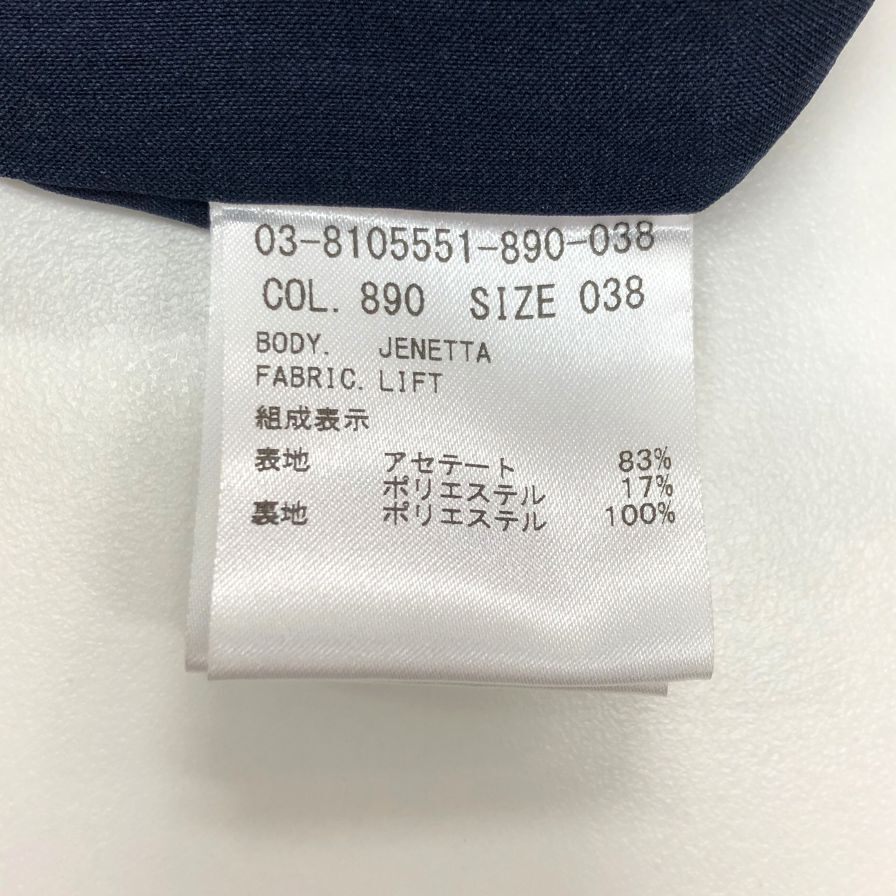 03-8105551-890-038
COL. 890 SIZE 038
BODY. JENETTA
FABRIC. LIFT
組成表示
表地 アセテート 83%
ポリエステル 17%
裏地 ポリエステル 100%